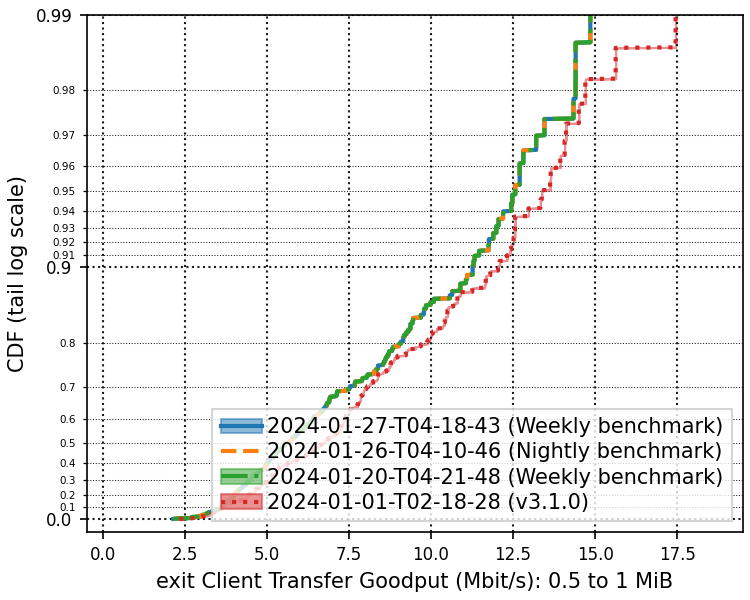 0.99
0.98
0.97
0.96
0.95
0.94
0.93
0.92
0.91
0.9
0.8
0.7
0.6
0.5
0.4
0.3
0.2
0.1
0.0
CDF (tail log scale)
2024-01-27-T04-18-43 (Weekly benchmark)
2024-01-26-T04-10-46 (Nightly benchmark)
2024-01-20-T04-21-48 (Weekly benchmark)
2024-01-01-T02-18-28 (v3.1.0)
0.0 2.5 5.0 7.5 10.0 12.5 15.0 17.5
exit Client Transfer Goodput (Mbit/s): 0.5 to 1 MiB